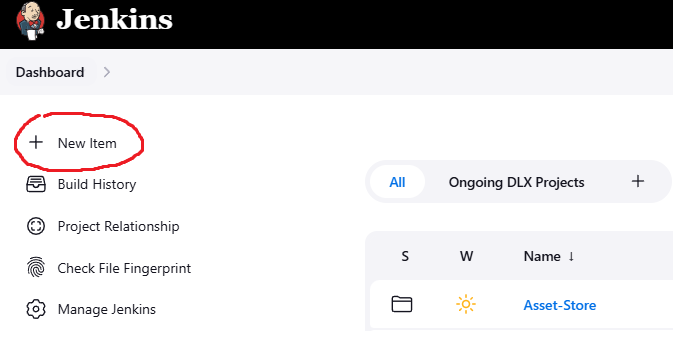 Jenkins
Dashboard
New Item
Build History
Project Relationship
Check File Fingerprint
Manage Jenkins
All Ongoing DLX Projects +
S W Name ↓
Asset-Store